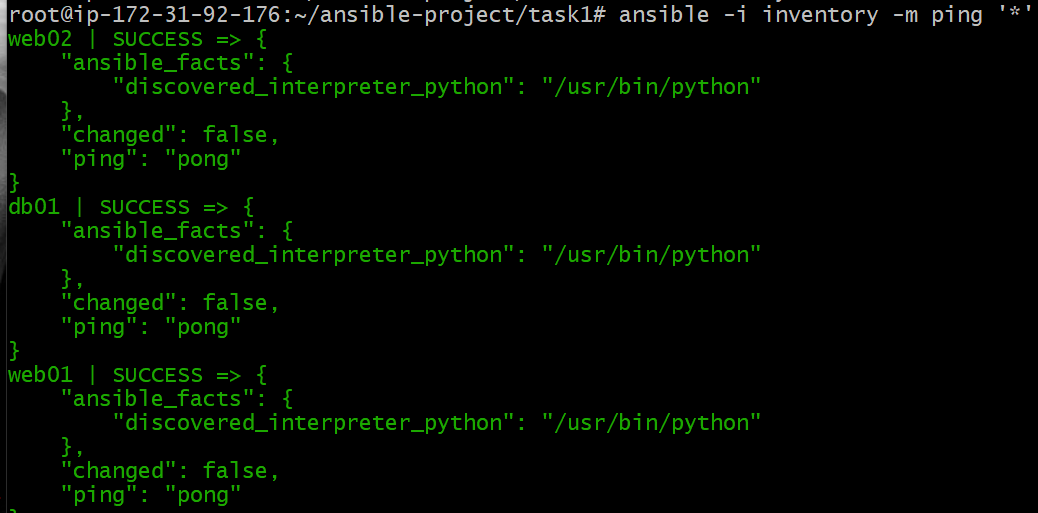 root@ip-172-31-92-176:~/ansible-project/task1# ansible -i inventory -m ping '*'
web02 | SUCCESS => {
    "ansible_facts": {
        "discovered_interpreter_python": "/usr/bin/python"
    },
    "changed": false,
    "ping": "pong"
}
db01 | SUCCESS => {
    "ansible_facts": {
        "discovered_interpreter_python": "/usr/bin/python"
    },
    "changed": false,
    "ping": "pong"
}
web01 | SUCCESS => {
    "ansible_facts": {
        "discovered_interpreter_python": "/usr/bin/python"
    },
    "changed": false,
    "ping": "pong"
}